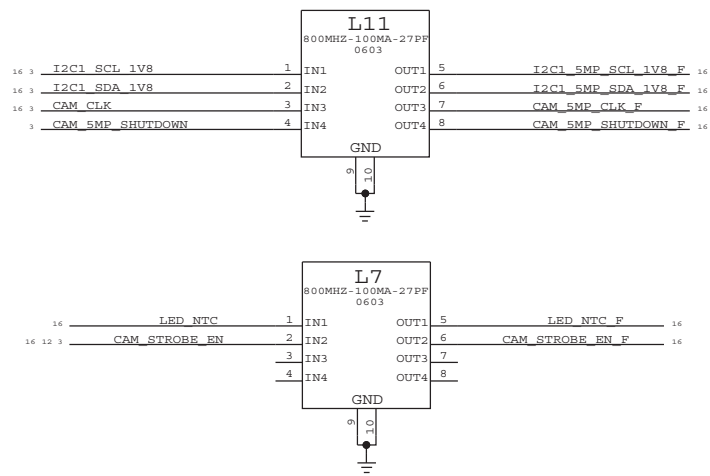 L11
800MHZ-100MA-27PF
0603
16 3 I2C1_SCL_1V8 1 IN1 OUT1 5 I2C1_5MP_SCL_1V8_F 16
16 3 I2C1_SDA_1V8 2 IN2 OUT2 6 I2C1_5MP_SDA_1V8_F 16
16 3 CAM_CLK 3 IN3 OUT3 7 CAM_5MP_CLK_F 16
3 CAM_5MP_SHUTDOWN 4 IN4 OUT4 8 CAM_5MP_SHUTDOWN_F 16
GND
9 10
L7
800MHZ-100MA-27PF
0603
16 LED_NTC 1 IN1 OUT1 5 LED_NTC_F 16
16 12 3 CAM_STROBE_EN 2 IN2 OUT2 6 CAM_STROBE_EN_F 16
3 IN3 OUT3 7
4 IN4 OUT4 8
GND
9 10